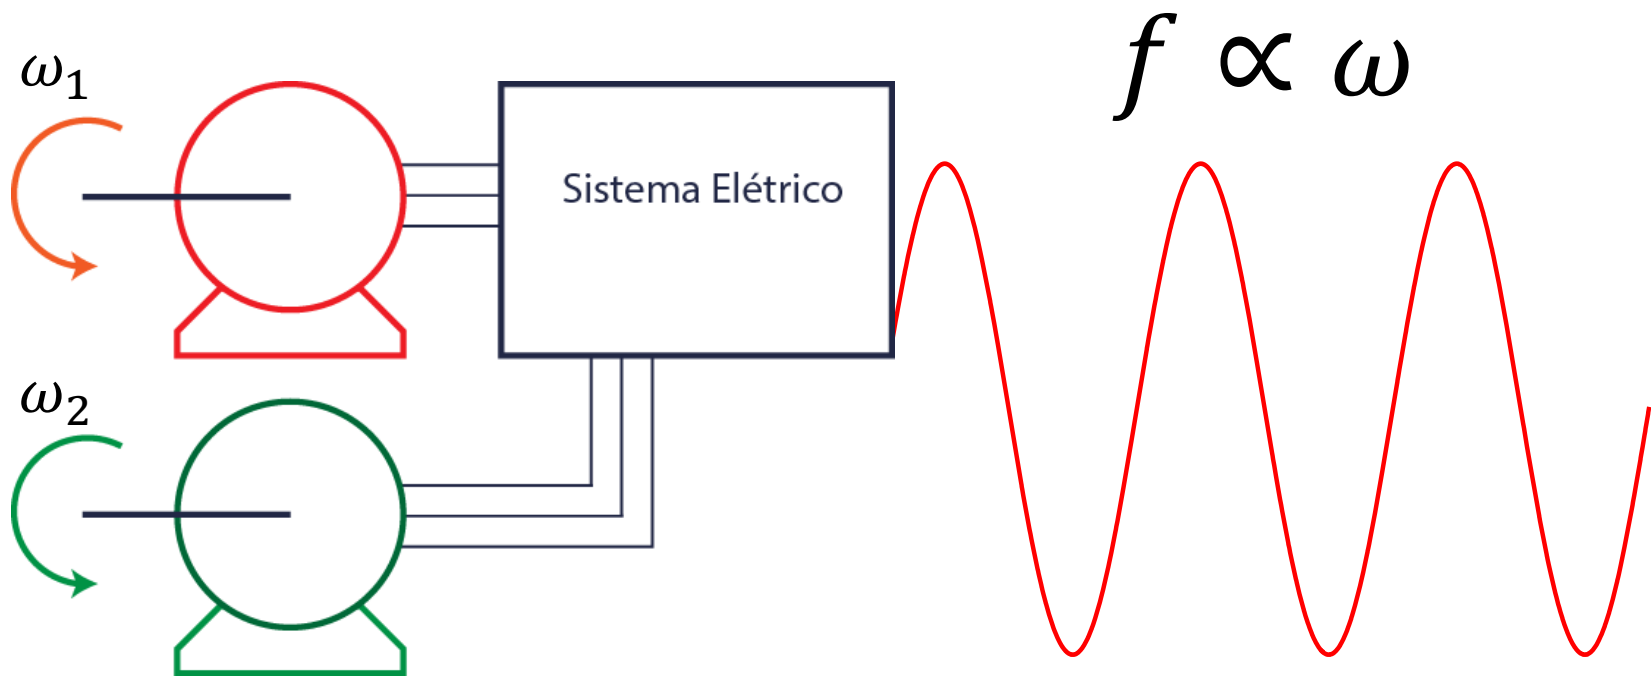 f ∝ ω
ω₁
Sistema Elétrico
ω₂